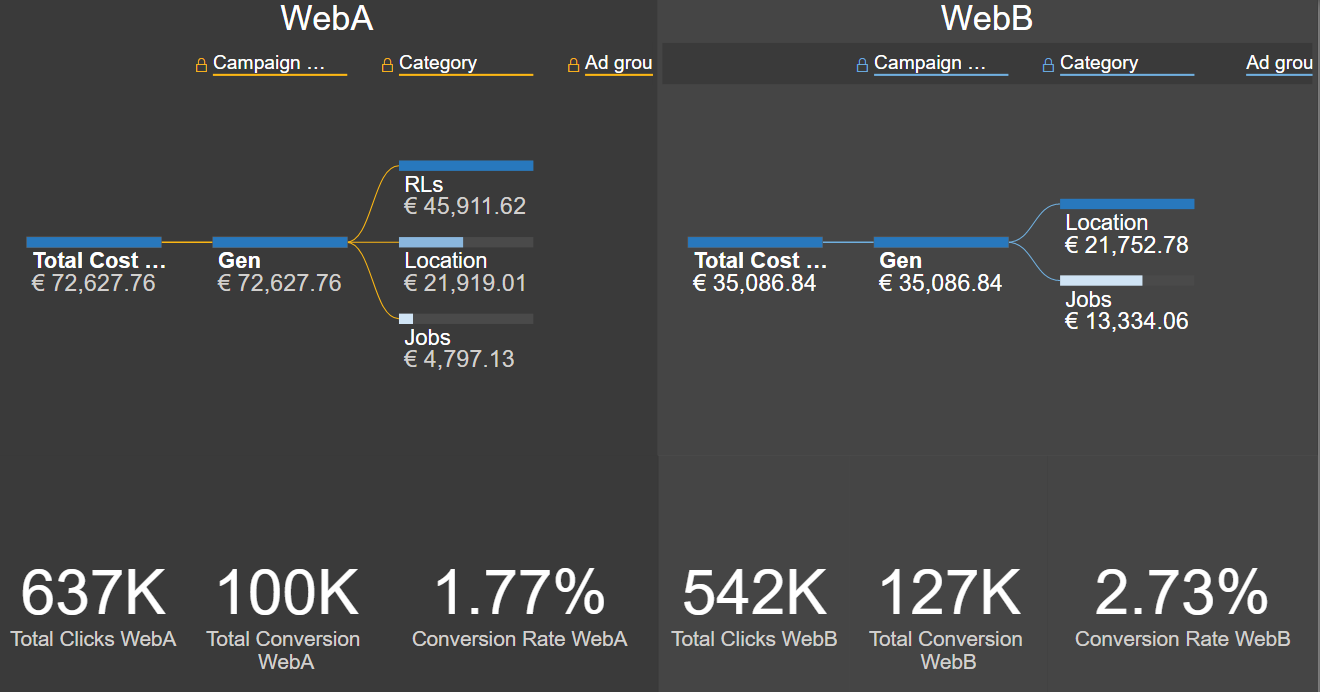 WebA
Campaign ...
Category
Ad grou
RLs
€ 45,911.62
Total Cost ...
€ 72,627.76
Gen
€ 72,627.76
Location
€ 21,919.01
Jobs
€ 4,797.13
637K
Total Clicks WebA
100K
Total Conversion
WebA
1.77%
Conversion Rate WebA
WebB
Campaign ...
Category
Ad grou
Total Cost ...
€ 35,086.84
Gen
€ 35,086.84
Location
€ 21,752.78
Jobs
€ 13,334.06
542K
Total Clicks WebB
127K
Total Conversion
WebB
2.73%
Conversion Rate WebB